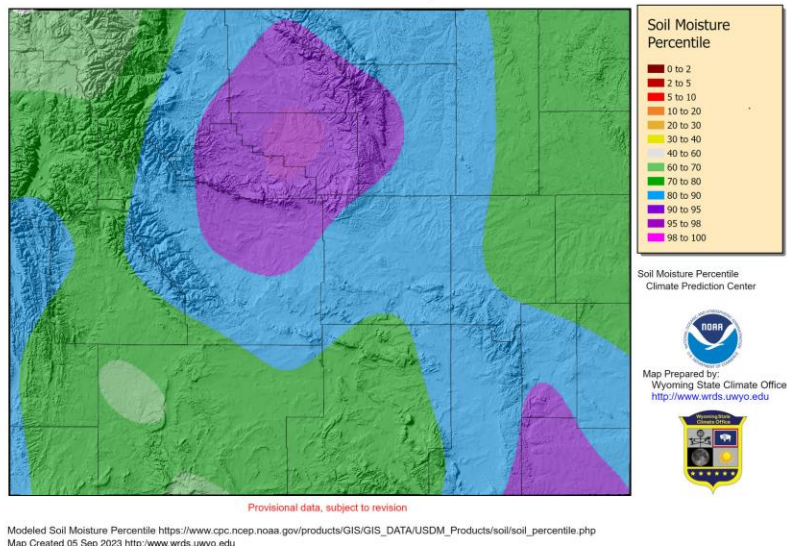 Soil Moisture
Percentile
0 to 2
2 to 5
5 to 10
10 to 20
20 to 30
30 to 40
40 to 60
60 to 70
70 to 80
80 to 90
90 to 95
95 to 98
98 to 100
Soil Moisture Percentile
Climate Prediction Center
NOAA
Map Prepared by:
Wyoming State Climate Office
http://www.wrds.uwyo.edu
Wyoming State
Climate Office
Provisional data, subject to revision
Modeled Soil Moisture Percentile https://www.cpc.ncep.noaa.gov/products/GIS/GIS_DATA/USDM_Products/soil/soil_percentile.php
Map Created 05 Sep 2023 http:/www.wrds.uwyo.edu